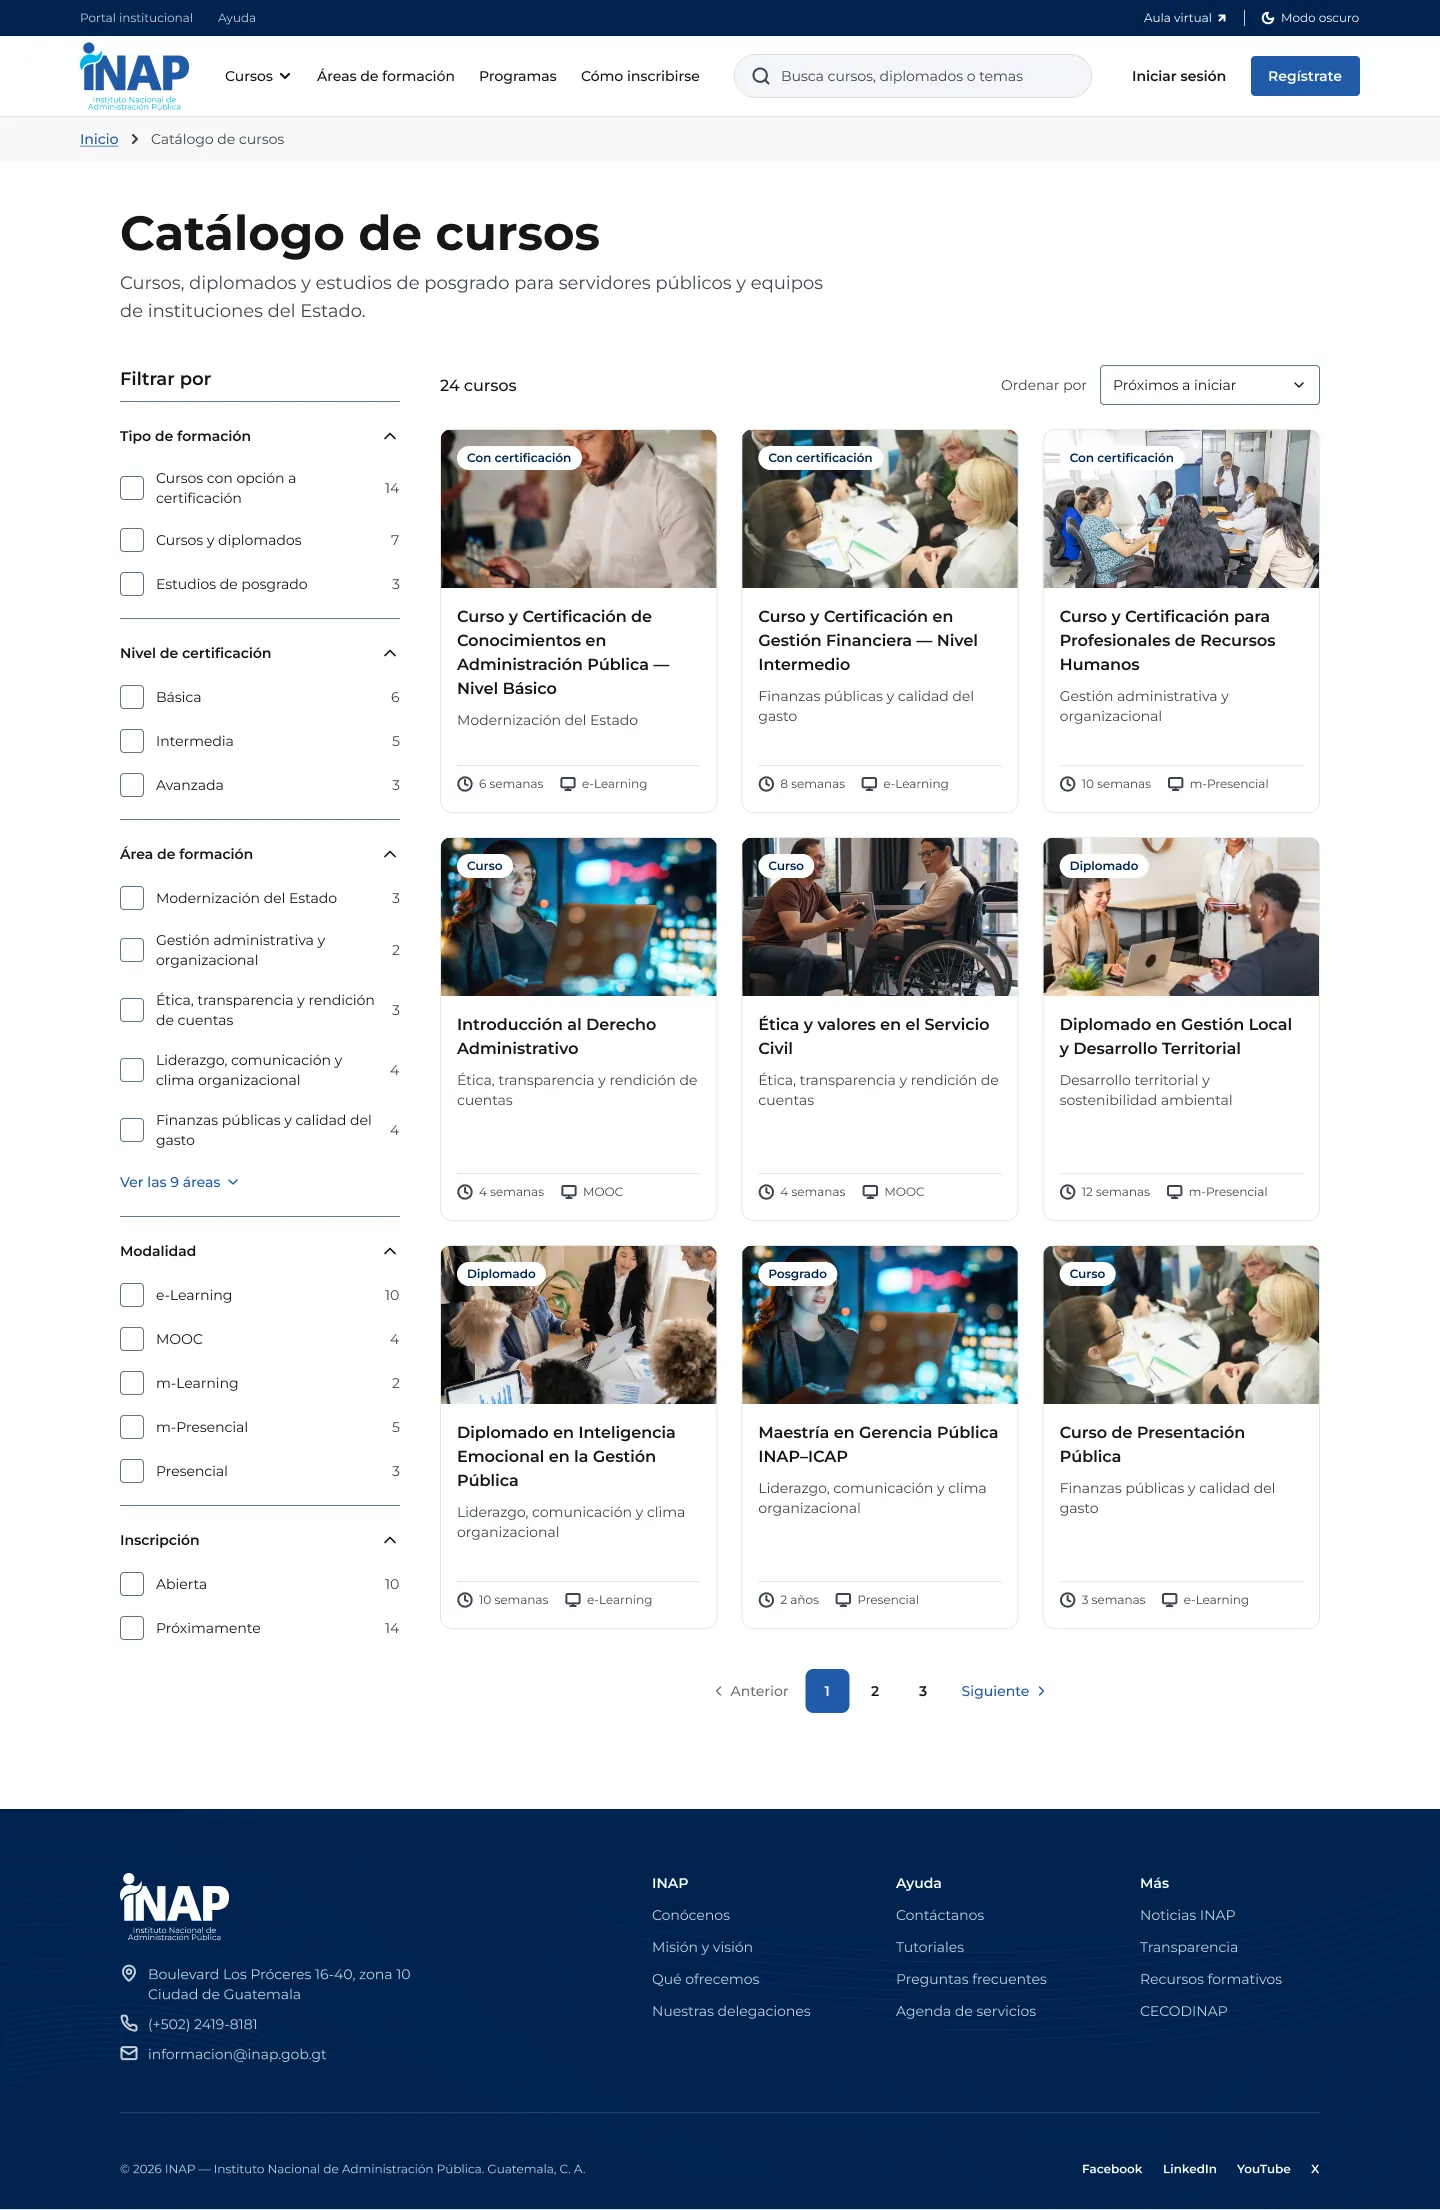 Portal institucional
Ayuda
Aula virtual
Modo oscuro
iNAP
Instituto Nacional de
Administración Pública
Cursos
Áreas de formación
Programas
Cómo inscribirse
Busca cursos, diplomados o temas
Iniciar sesión
Regístrate
Inicio
Catálogo de cursos
Catálogo de cursos
Cursos, diplomados y estudios de posgrado para servidores públicos y equipos
de instituciones del Estado.
Filtrar por
Tipo de formación
Cursos con opción a
certificación
14
Cursos y diplomados
7
Estudios de posgrado
3
Nivel de certificación
Básica
6
Intermedia
5
Avanzada
3
Área de formación
Modernización del Estado
3
Gestión administrativa y
organizacional
2
Ética, transparencia y rendición
de cuentas
3
Liderazgo, comunicación y
clima organizacional
4
Finanzas públicas y calidad del
gasto
4
Ver las 9 áreas
Modalidad
e-Learning
10
MOOC
4
m-Learning
2
m-Presencial
5
Presencial
3
Inscripción
Abierta
10
Próximamente
14
24 cursos
Ordenar por
Próximos a iniciar
Con certificación
Curso y Certificación de
Conocimientos en
Administración Pública —
Nivel Básico
Modernización del Estado
6 semanas
e-Learning
Con certificación
Curso y Certificación en
Gestión Financiera — Nivel
Intermedio
Finanzas públicas y calidad del
gasto
8 semanas
e-Learning
Con certificación
Curso y Certificación para
Profesionales de Recursos
Humanos
Gestión administrativa y
organizacional
10 semanas
m-Presencial
Curso
Introducción al Derecho
Administrativo
Ética, transparencia y rendición de
cuentas
4 semanas
MOOC
Curso
Ética y valores en el Servicio
Civil
Ética, transparencia y rendición de
cuentas
4 semanas
MOOC
Diplomado
Diplomado en Gestión Local
y Desarrollo Territorial
Desarrollo territorial y
sostenibilidad ambiental
12 semanas
m-Presencial
Diplomado
Diplomado en Inteligencia
Emocional en la Gestión
Pública
Liderazgo, comunicación y clima
organizacional
10 semanas
e-Learning
Posgrado
Maestría en Gerencia Pública
INAP–ICAP
Liderazgo, comunicación y clima
organizacional
2 años
Presencial
Curso
Curso de Presentación
Pública
Finanzas públicas y calidad del
gasto
3 semanas
e-Learning
Anterior
1
2
3
Siguiente
iNAP
Instituto Nacional de
Administración Pública
Boulevard Los Próceres 16-40, zona 10
Ciudad de Guatemala
(+502) 2419-8181
informacion@inap.gob.gt
INAP
Conócenos
Misión y visión
Qué ofrecemos
Nuestras delegaciones
Ayuda
Contáctanos
Tutoriales
Preguntas frecuentes
Agenda de servicios
Más
Noticias INAP
Transparencia
Recursos formativos
CECODINAP
© 2026 INAP — Instituto Nacional de Administración Pública. Guatemala, C. A.
Facebook
LinkedIn
YouTube
X